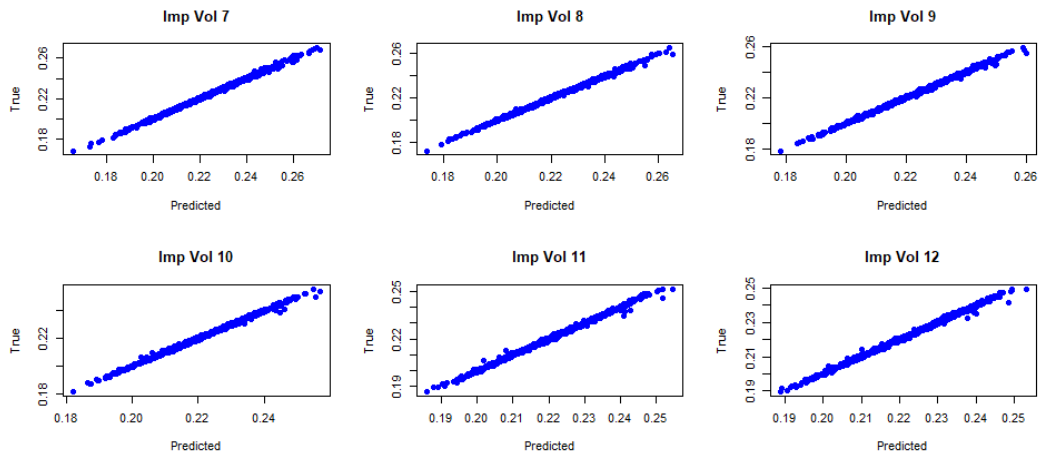 Imp Vol 7
True
0.18 0.22 0.26
0.18 0.20 0.22 0.24 0.26
Predicted
Imp Vol 8
True
0.18 0.22 0.26
0.18 0.20 0.22 0.24 0.26
Predicted
Imp Vol 9
True
0.18 0.22 0.26
0.18 0.20 0.22 0.24 0.26
Predicted
Imp Vol 10
True
0.18 0.22
0.18 0.20 0.22 0.24
Predicted
Imp Vol 11
True
0.19 0.22 0.25
0.19 0.20 0.21 0.22 0.23 0.24 0.25
Predicted
Imp Vol 12
True
0.19 0.21 0.23 0.25
0.19 0.20 0.21 0.22 0.23 0.24 0.25
Predicted